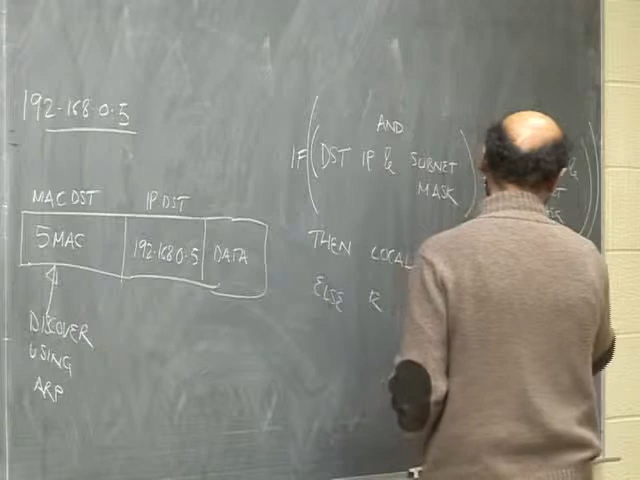 192.168.0.5
MAC DST IP DST
5 MAC 192.168.0.5 DATA
DISCOVER
USING
ARP
AND
IF ( ( DST IP & SUBNET
MASK )
& ) )
THEN LOCAL
ELSE R